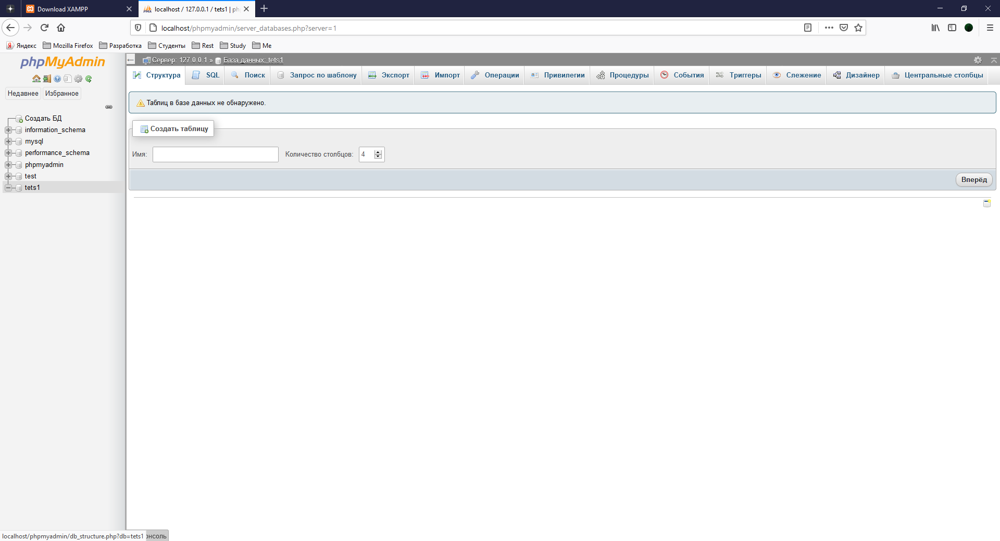 Download XAMPP
localhost / 127.0.0.1 / tets1 | ph
localhost/phpmyadmin/server_databases.php?server=1
Яндекс Mozilla Firefox Разработка Студенты Rest Study Me
phpMyAdmin
Недавнее Избранное
Создать БД
information_schema
mysql
performance_schema
phpmyadmin
test
tets1
Сервер: 127.0.0.1 » База данных: tets1
Структура SQL Поиск Запрос по шаблону Экспорт Импорт Операции Привилегии Процедуры События Триггеры Слежение Дизайнер Центральные столбцы
Таблиц в базе данных не обнаружено.
Создать таблицу
Имя: Количество столбцов: 4
Вперёд
localhost/phpmyadmin/db_structure.php?db=tets1 онсоль